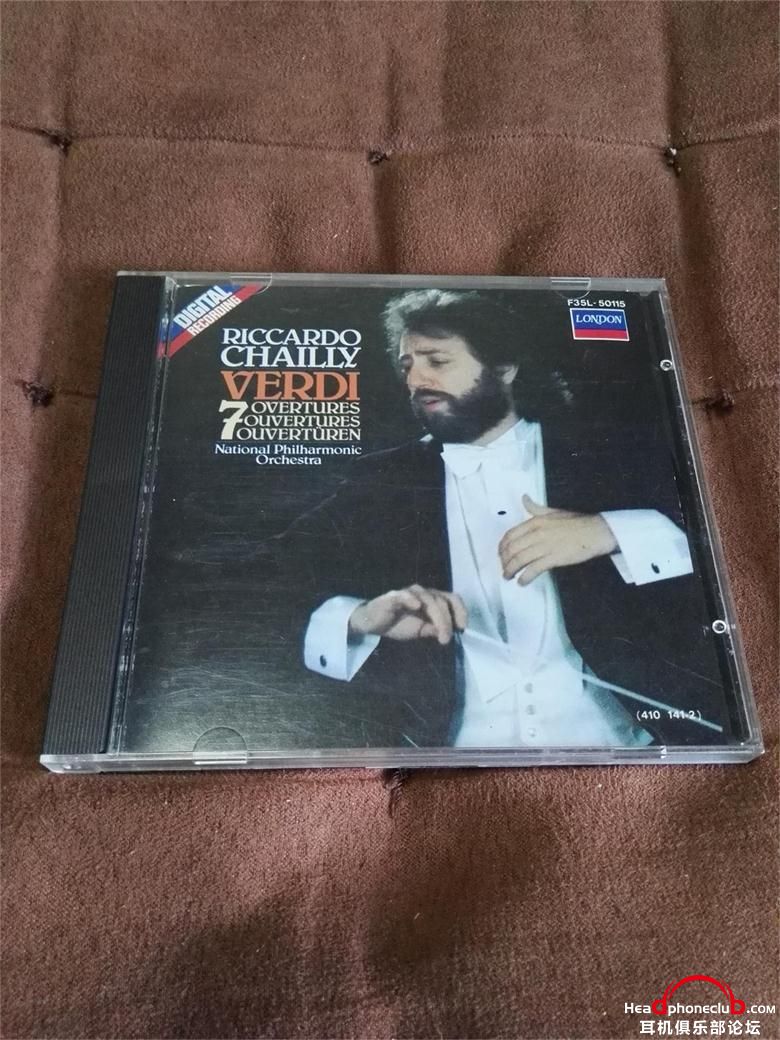 DIGITAL
RECORDING
F35L-50115
LONDON
RICCARDO
CHAILLY
VERDI
7 OVERTURES
OUVERTURES
OUVERTÜREN
National Philharmonic
Orchestra
(410 141-2)
Headphoneclub.com
耳机俱乐部论坛